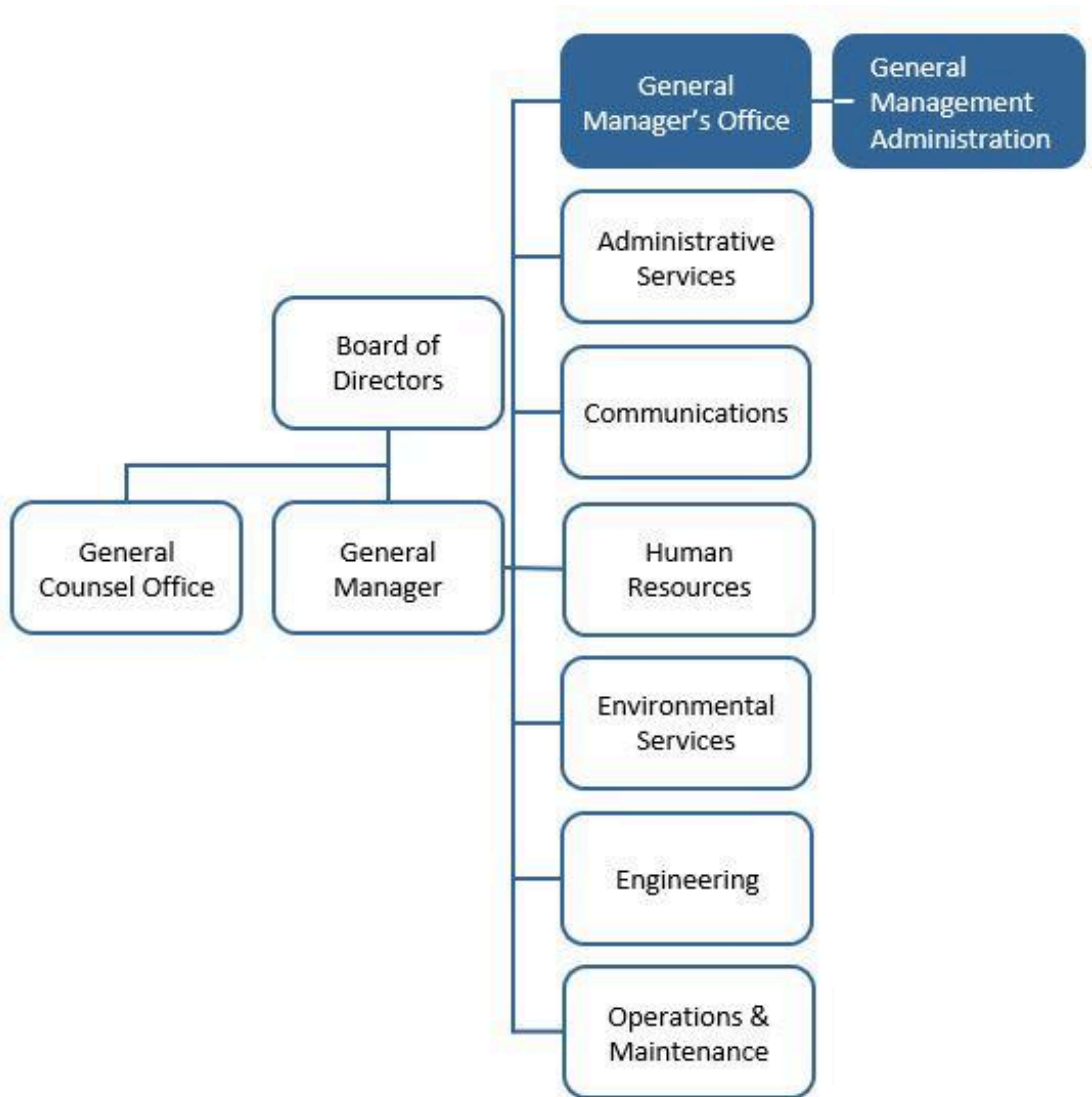 General
Manager's Office
General
Management
Administration
Administrative
Services
Board of
Directors
Communications
General
Counsel Office
General
Manager
Human
Resources
Environmental
Services
Engineering
Operations &
Maintenance